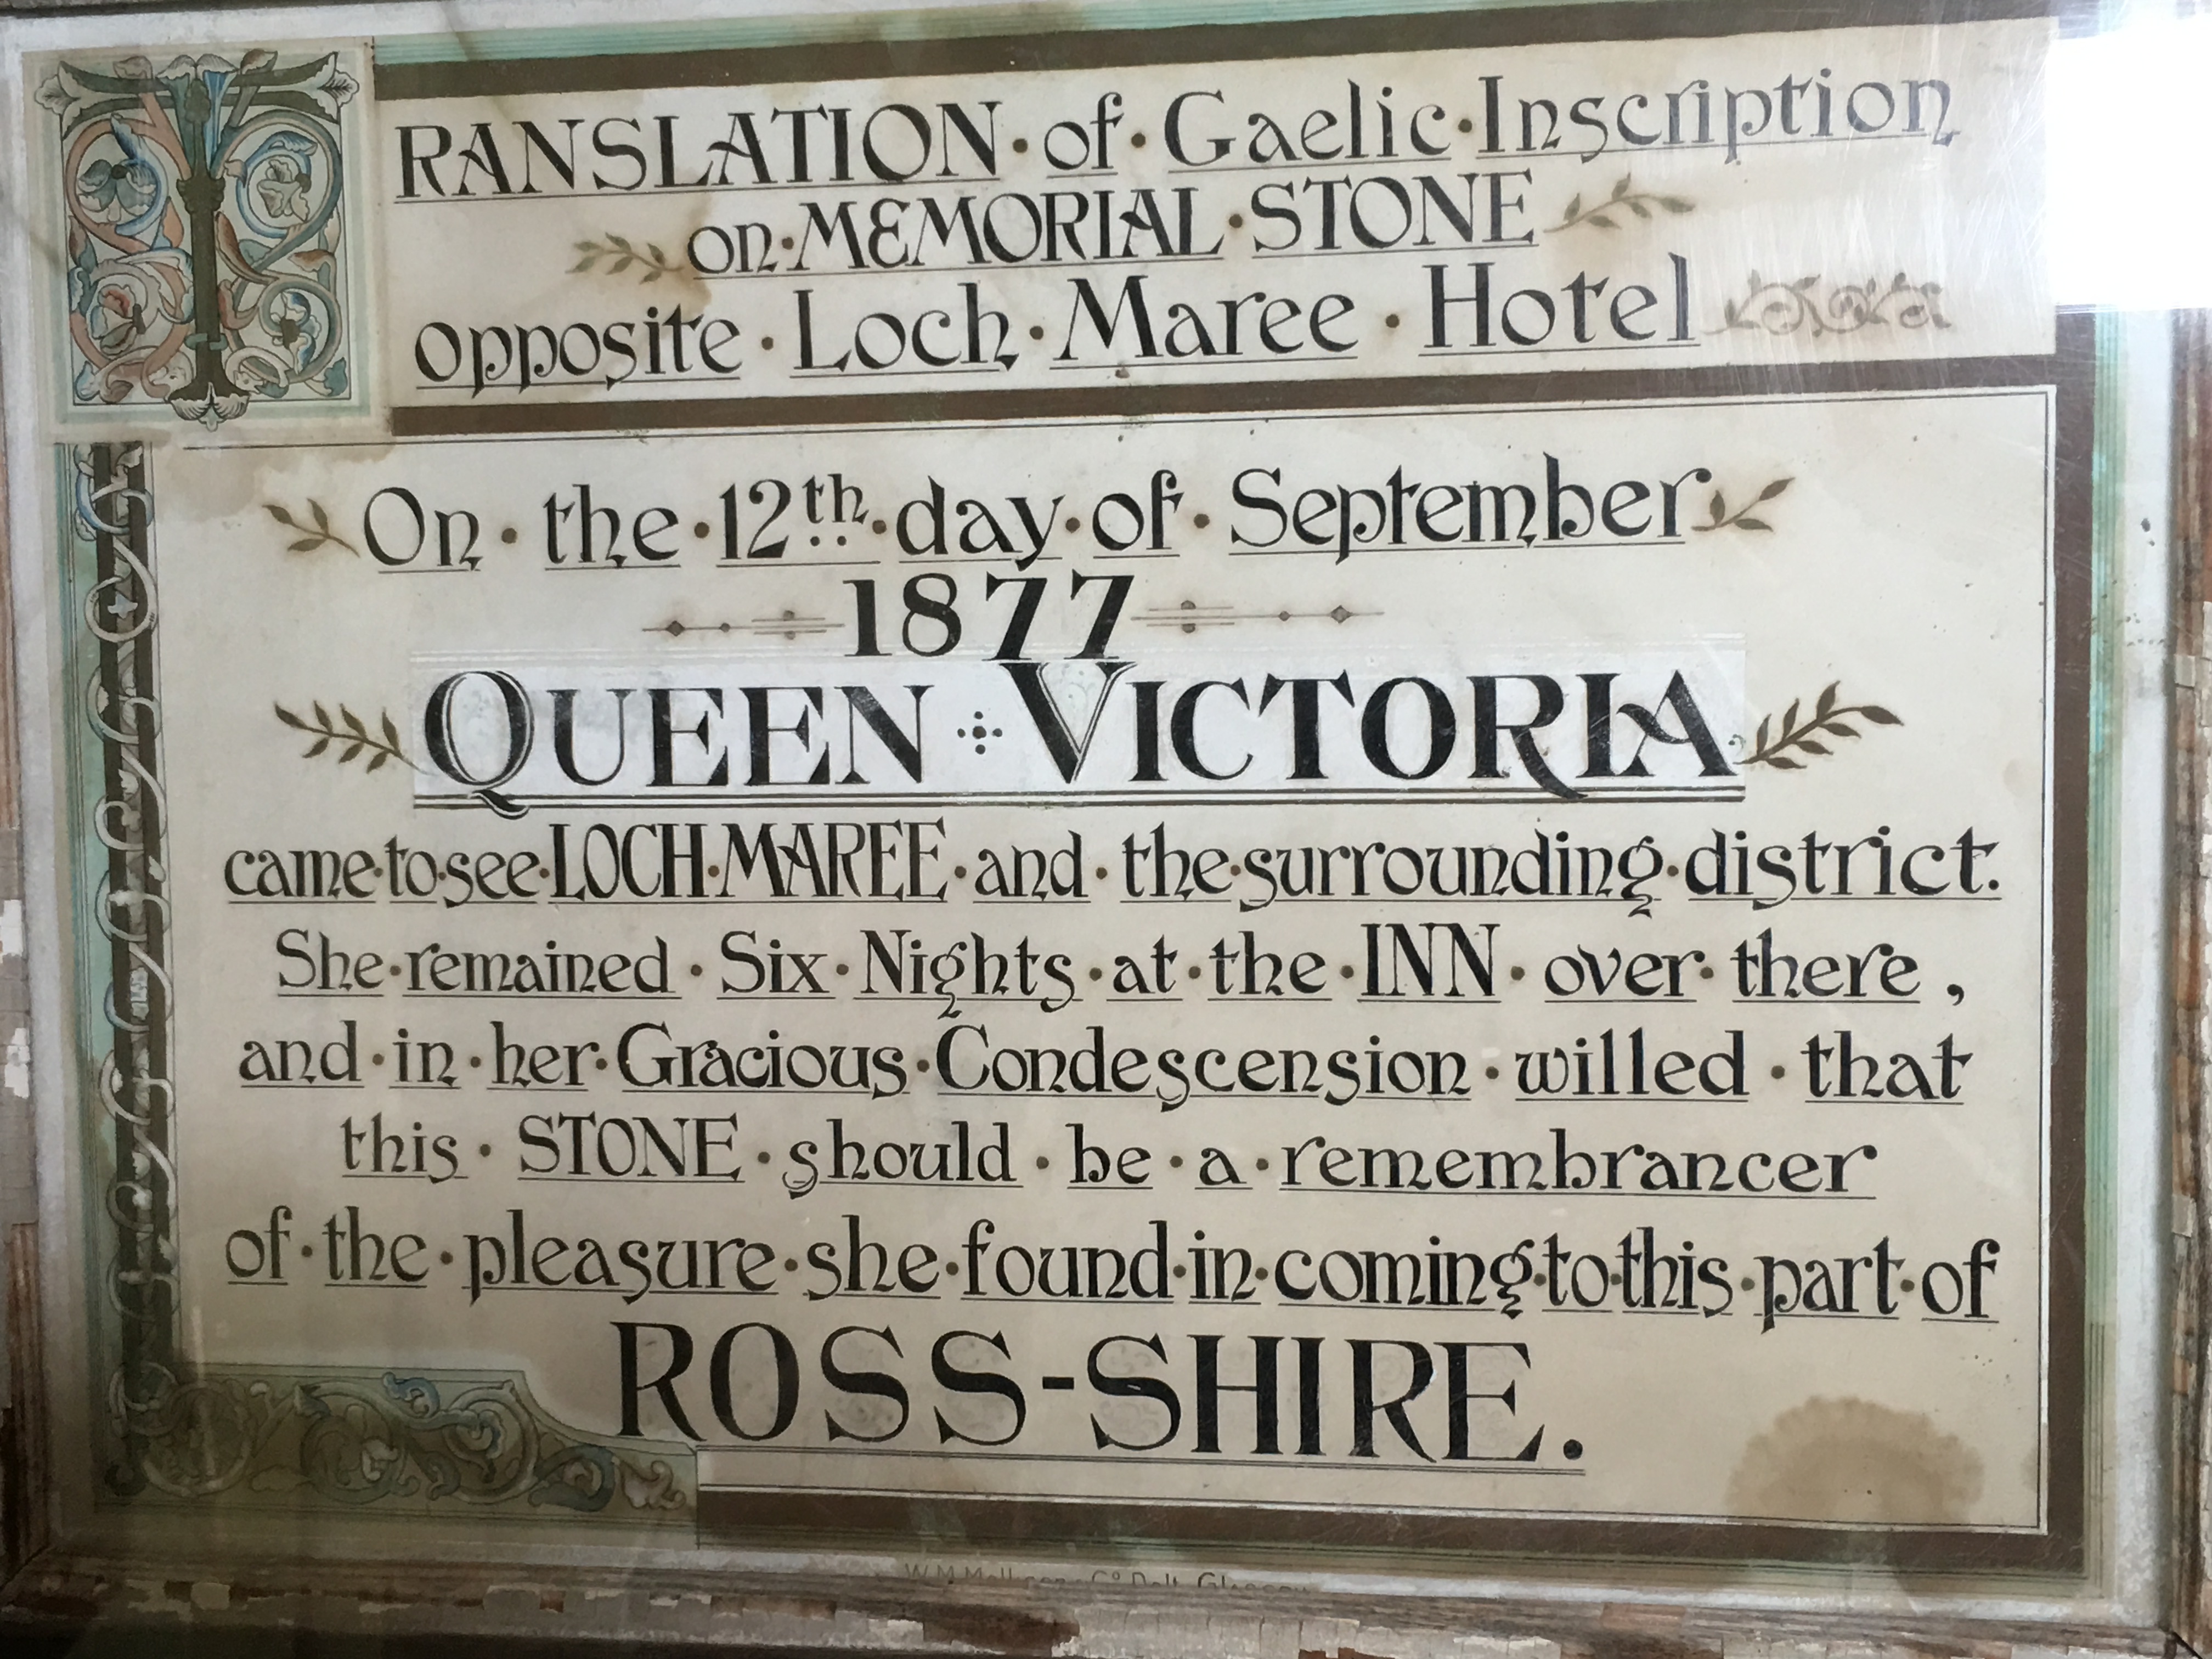 TRANSLATION·of·Gaelic·Inscription
on·MEMORIAL·STONE
opposite·Loch·Maree·Hotel
On·the·12th·day·of·September
1877
QUEEN VICTORIA
came·to·see·LOCH·MAREE·and·the·surrounding·district.
She·remained·Six·Nights·at·the·INN·over·there,
and·in·her·Gracious·Condescension·willed·that
this·STONE·should·be·a·remembrancer
of·the·pleasure·she·found·in·coming·to·this·part·of
ROSS-SHIRE.
Glasgow